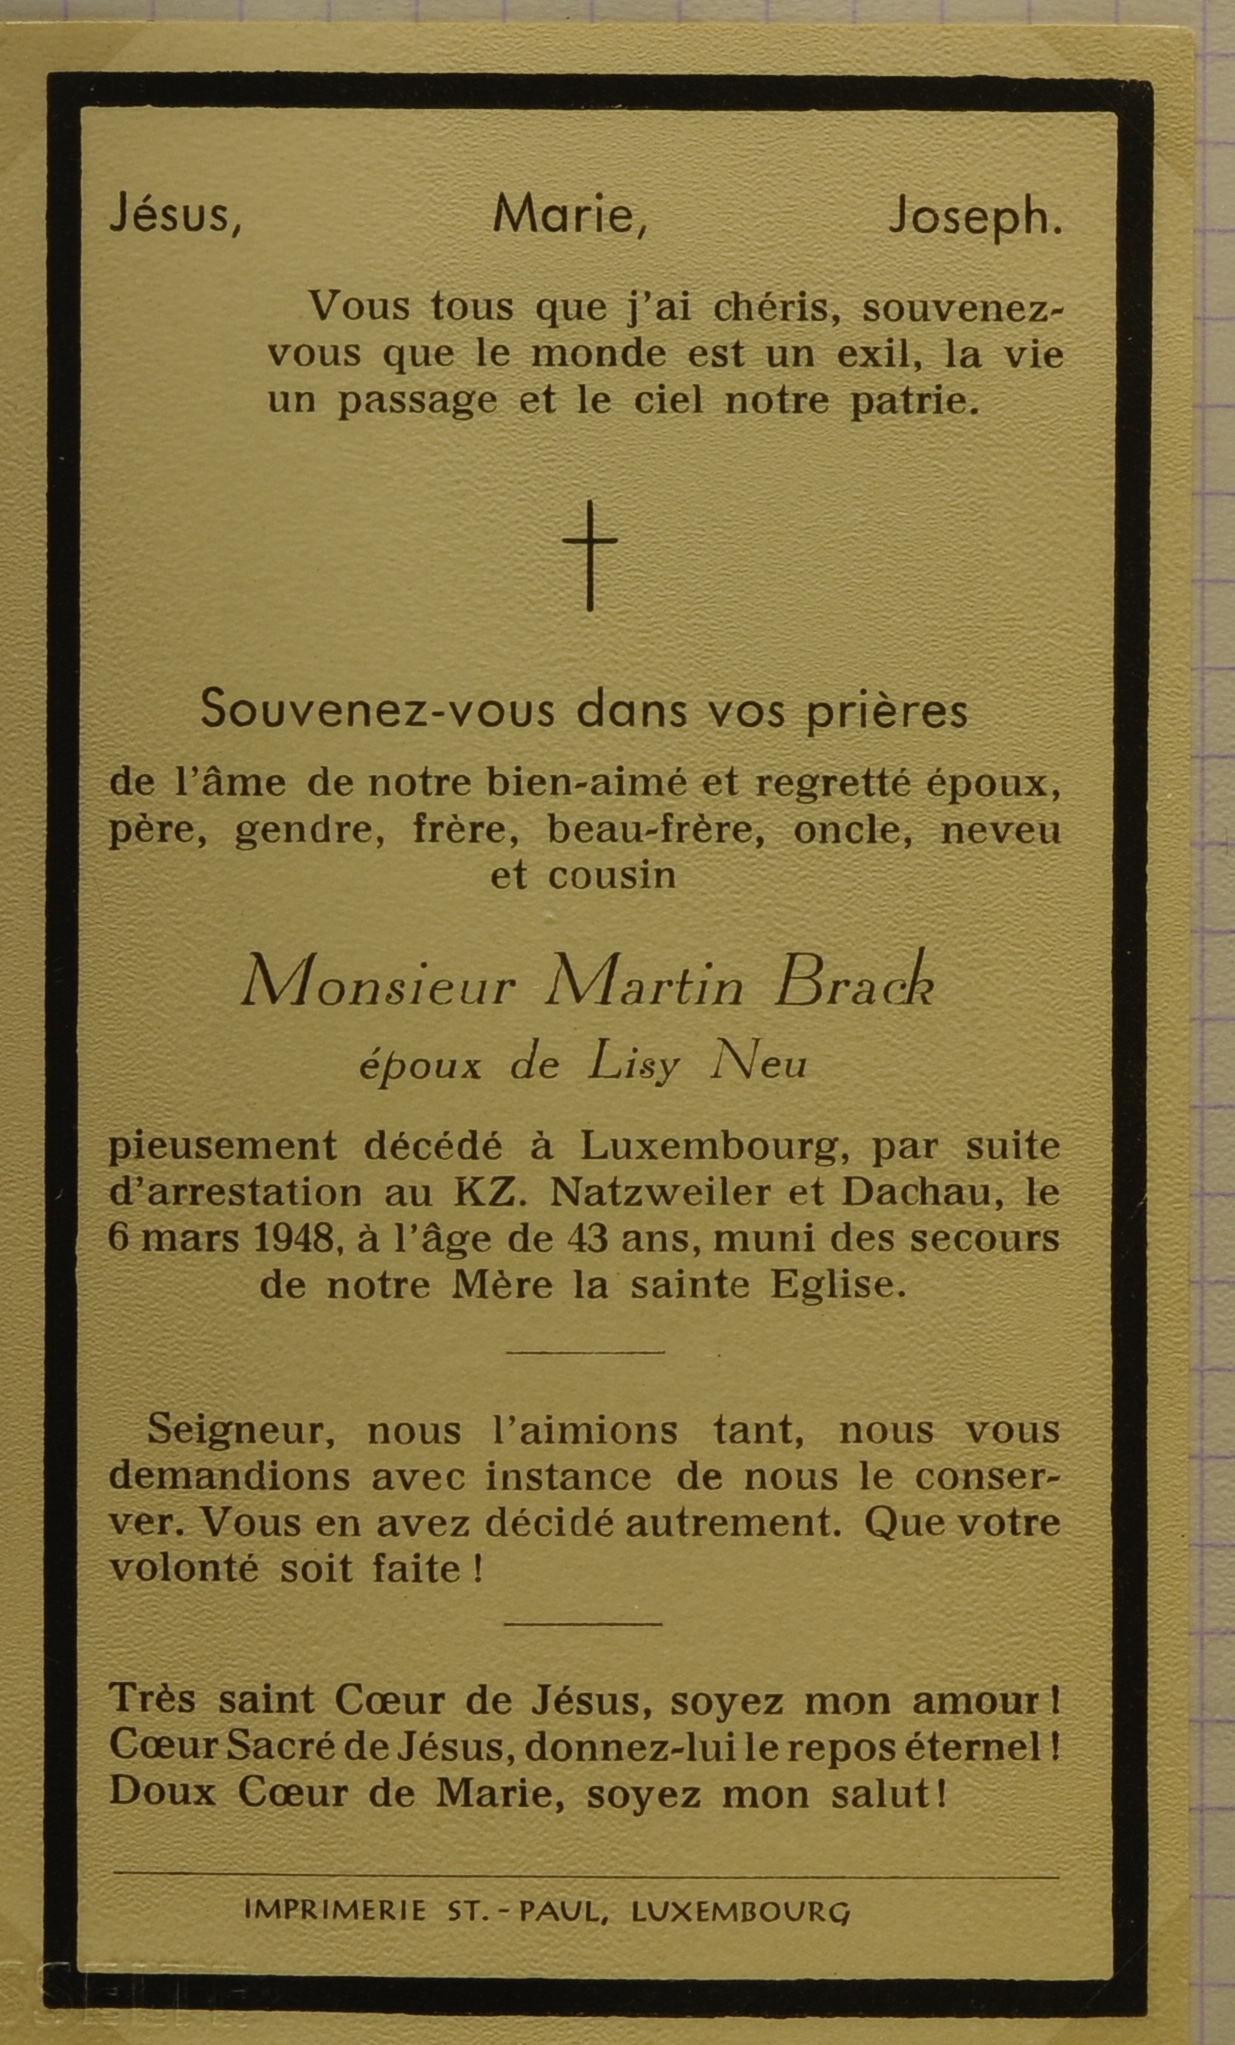 Jésus, Marie, Joseph.
Vous tous que j'ai chéris, souvenez-
vous que le monde est un exil, la vie
un passage et le ciel notre patrie.
Souvenez-vous dans vos prières
de l'âme de notre bien-aimé et regretté époux,
père, gendre, frère, beau-frère, oncle, neveu
et cousin
Monsieur Martin Brack
époux de Lisy Neu
pieusement décédé à Luxembourg, par suite
d'arrestation au KZ. Natzweiler et Dachau, le
6 mars 1948, à l'âge de 43 ans, muni des secours
de notre Mère la sainte Eglise.
Seigneur, nous l'aimions tant, nous vous
demandions avec instance de nous le conser-
ver. Vous en avez décidé autrement. Que votre
volonté soit faite !
Très saint Cœur de Jésus, soyez mon amour !
Cœur Sacré de Jésus, donnez-lui le repos éternel !
Doux Cœur de Marie, soyez mon salut !
IMPRIMERIE ST.-PAUL, LUXEMBOURG